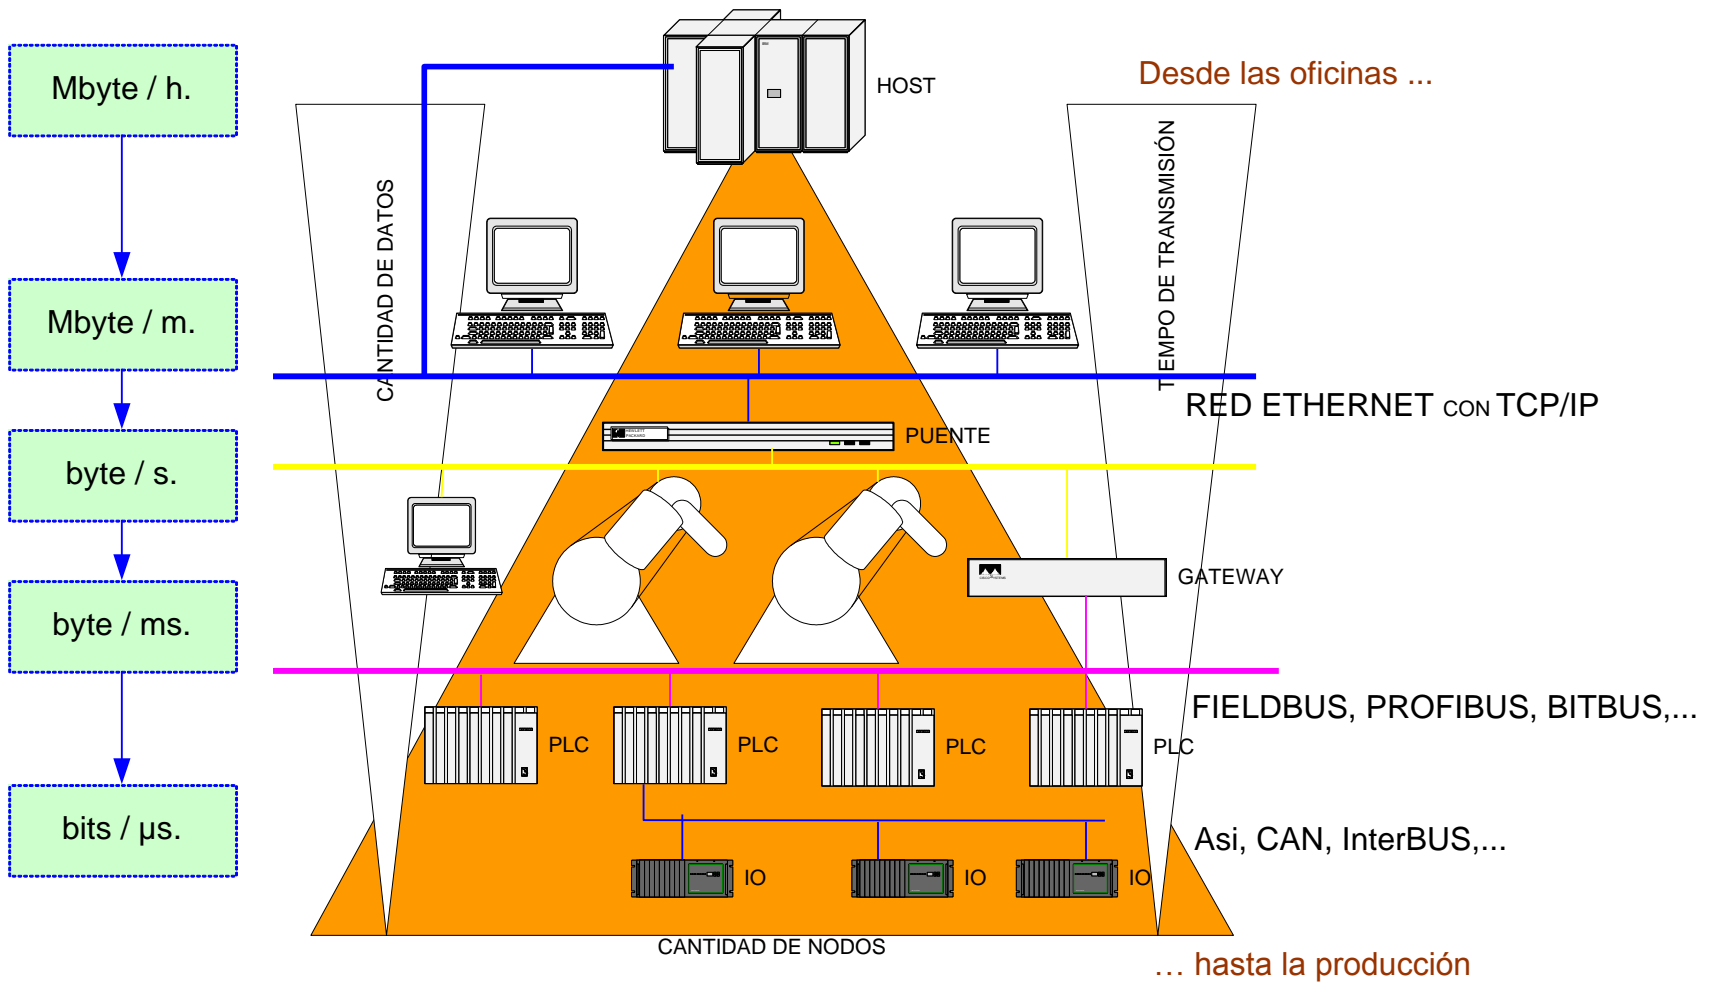 Mbyte / h.
HOST
Desde las oficinas ...
CANTIDAD DE DATOS
TIEMPO DE TRANSMISIÓN
Mbyte / m.
RED ETHERNET CON TCP/IP
HEWLETT
PACKARD
PUENTE
byte / s.
GATEWAY
byte / ms.
FIELDBUS, PROFIBUS, BITBUS,...
PLC
PLC
PLC
PLC
bits / µs.
Asi, CAN, InterBUS,...
IO
IO
IO
CANTIDAD DE NODOS
... hasta la producción